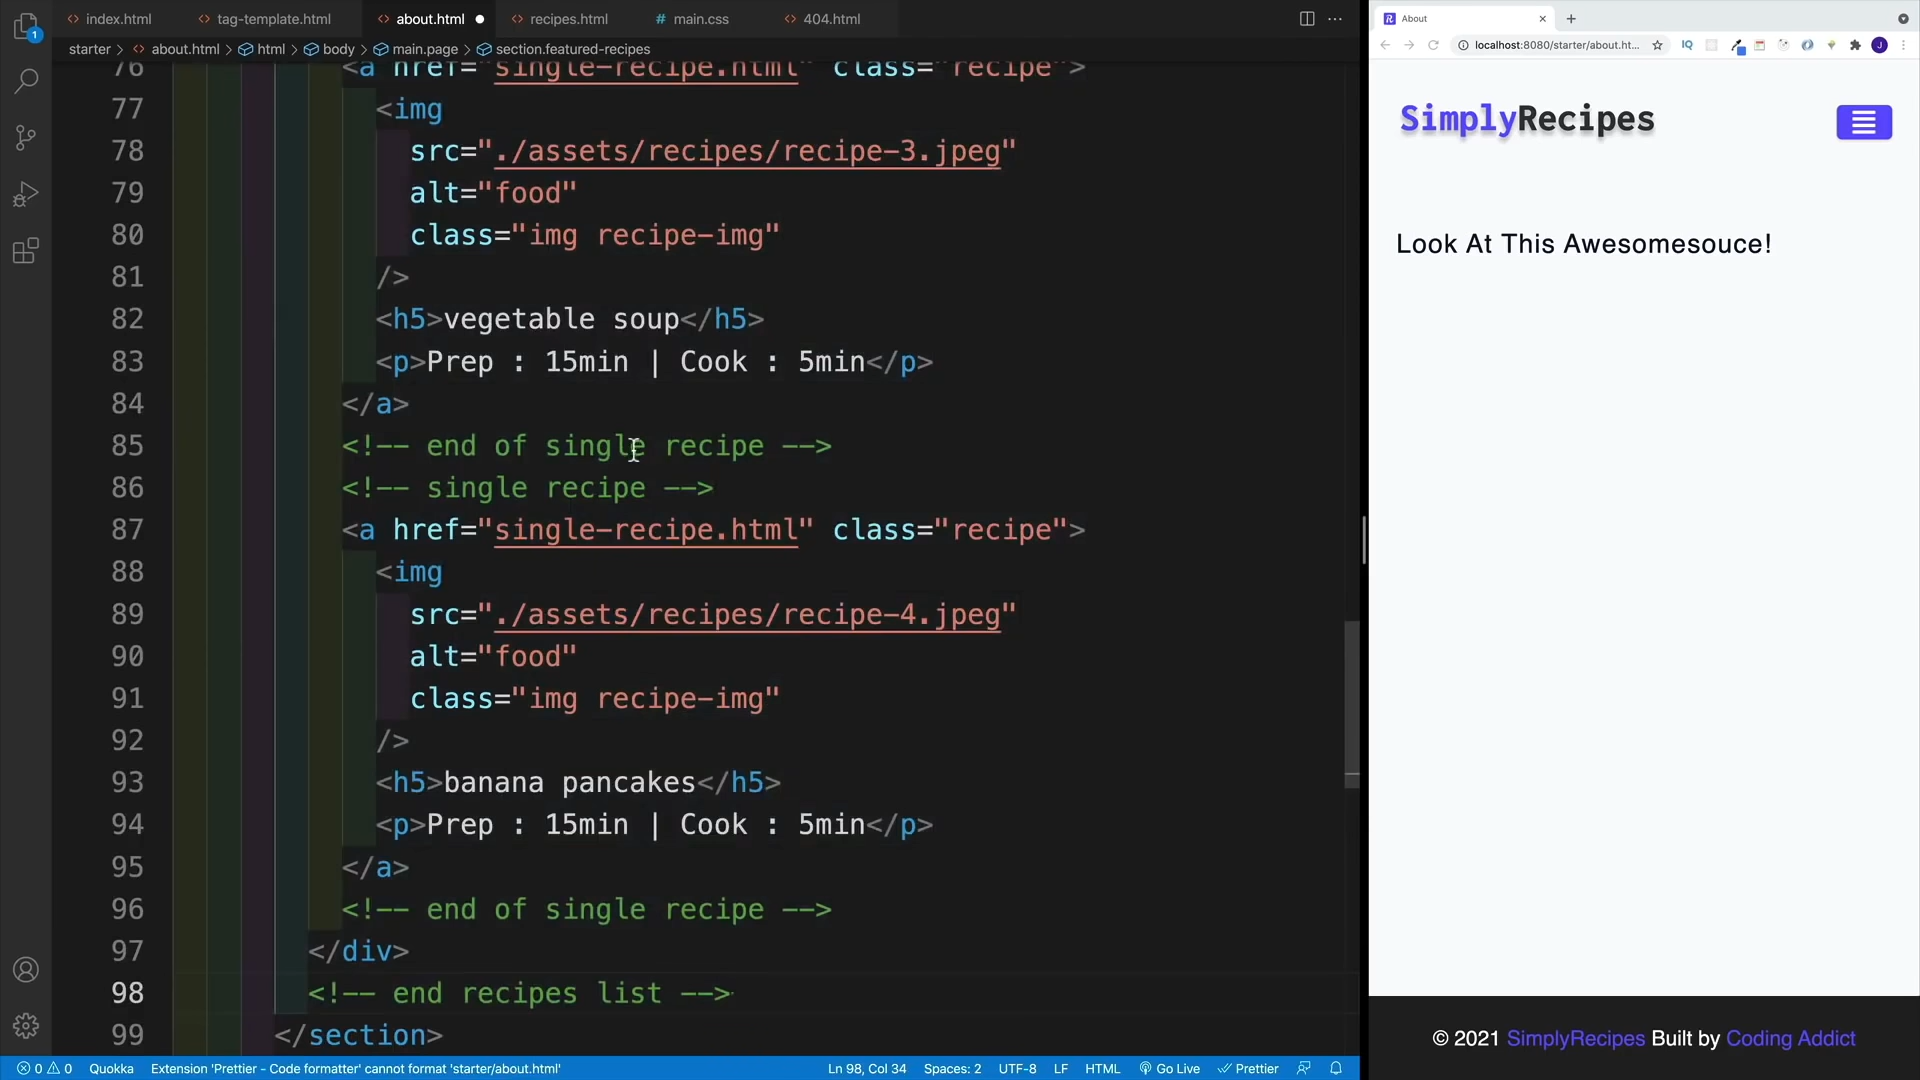 index.html
tag-template.html
about.html
recipes.html
# main.css
404.html
1
starter > about.html > html > body > main.page > section.featured-recipes
76 <a href="single-recipe.html" class="recipe">
77 <img
78 src="./assets/recipes/recipe-3.jpeg"
79 alt="food"
80 class="img recipe-img"
81 />
82 <h5>vegetable soup</h5>
83 <p>Prep : 15min | Cook : 5min</p>
84 </a>
85 <!-- end of single recipe -->
86 <!-- single recipe -->
87 <a href="single-recipe.html" class="recipe">
88 <img
89 src="./assets/recipes/recipe-4.jpeg"
90 alt="food"
91 class="img recipe-img"
92 />
93 <h5>banana pancakes</h5>
94 <p>Prep : 15min | Cook : 5min</p>
95 </a>
96 <!-- end of single recipe -->
97 </div>
98 <!-- end recipes list -->
99 </section>
0 0 Quokka Extension 'Prettier - Code formatter' cannot format 'starter/about.html' Ln 98, Col 34 Spaces: 2 UTF-8 LF HTML Go Live Prettier
About
localhost:8080/starter/about.ht...
IQ
J
SimplyRecipes
Look At This Awesomesouce!
© 2021 SimplyRecipes Built by Coding Addict